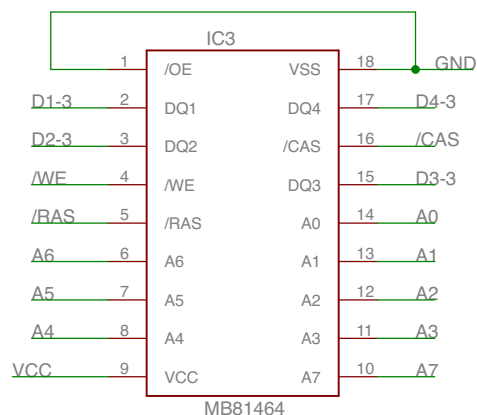 IC3
1 /OE VSS 18 GND
D1-3 2 DQ1 DQ4 17 D4-3
D2-3 3 DQ2 /CAS 16 /CAS
/WE 4 /WE DQ3 15 D3-3
/RAS 5 /RAS A0 14 A0
A6 6 A6 A1 13 A1
A5 7 A5 A2 12 A2
A4 8 A4 A3 11 A3
VCC 9 VCC A7 10 A7
MB81464